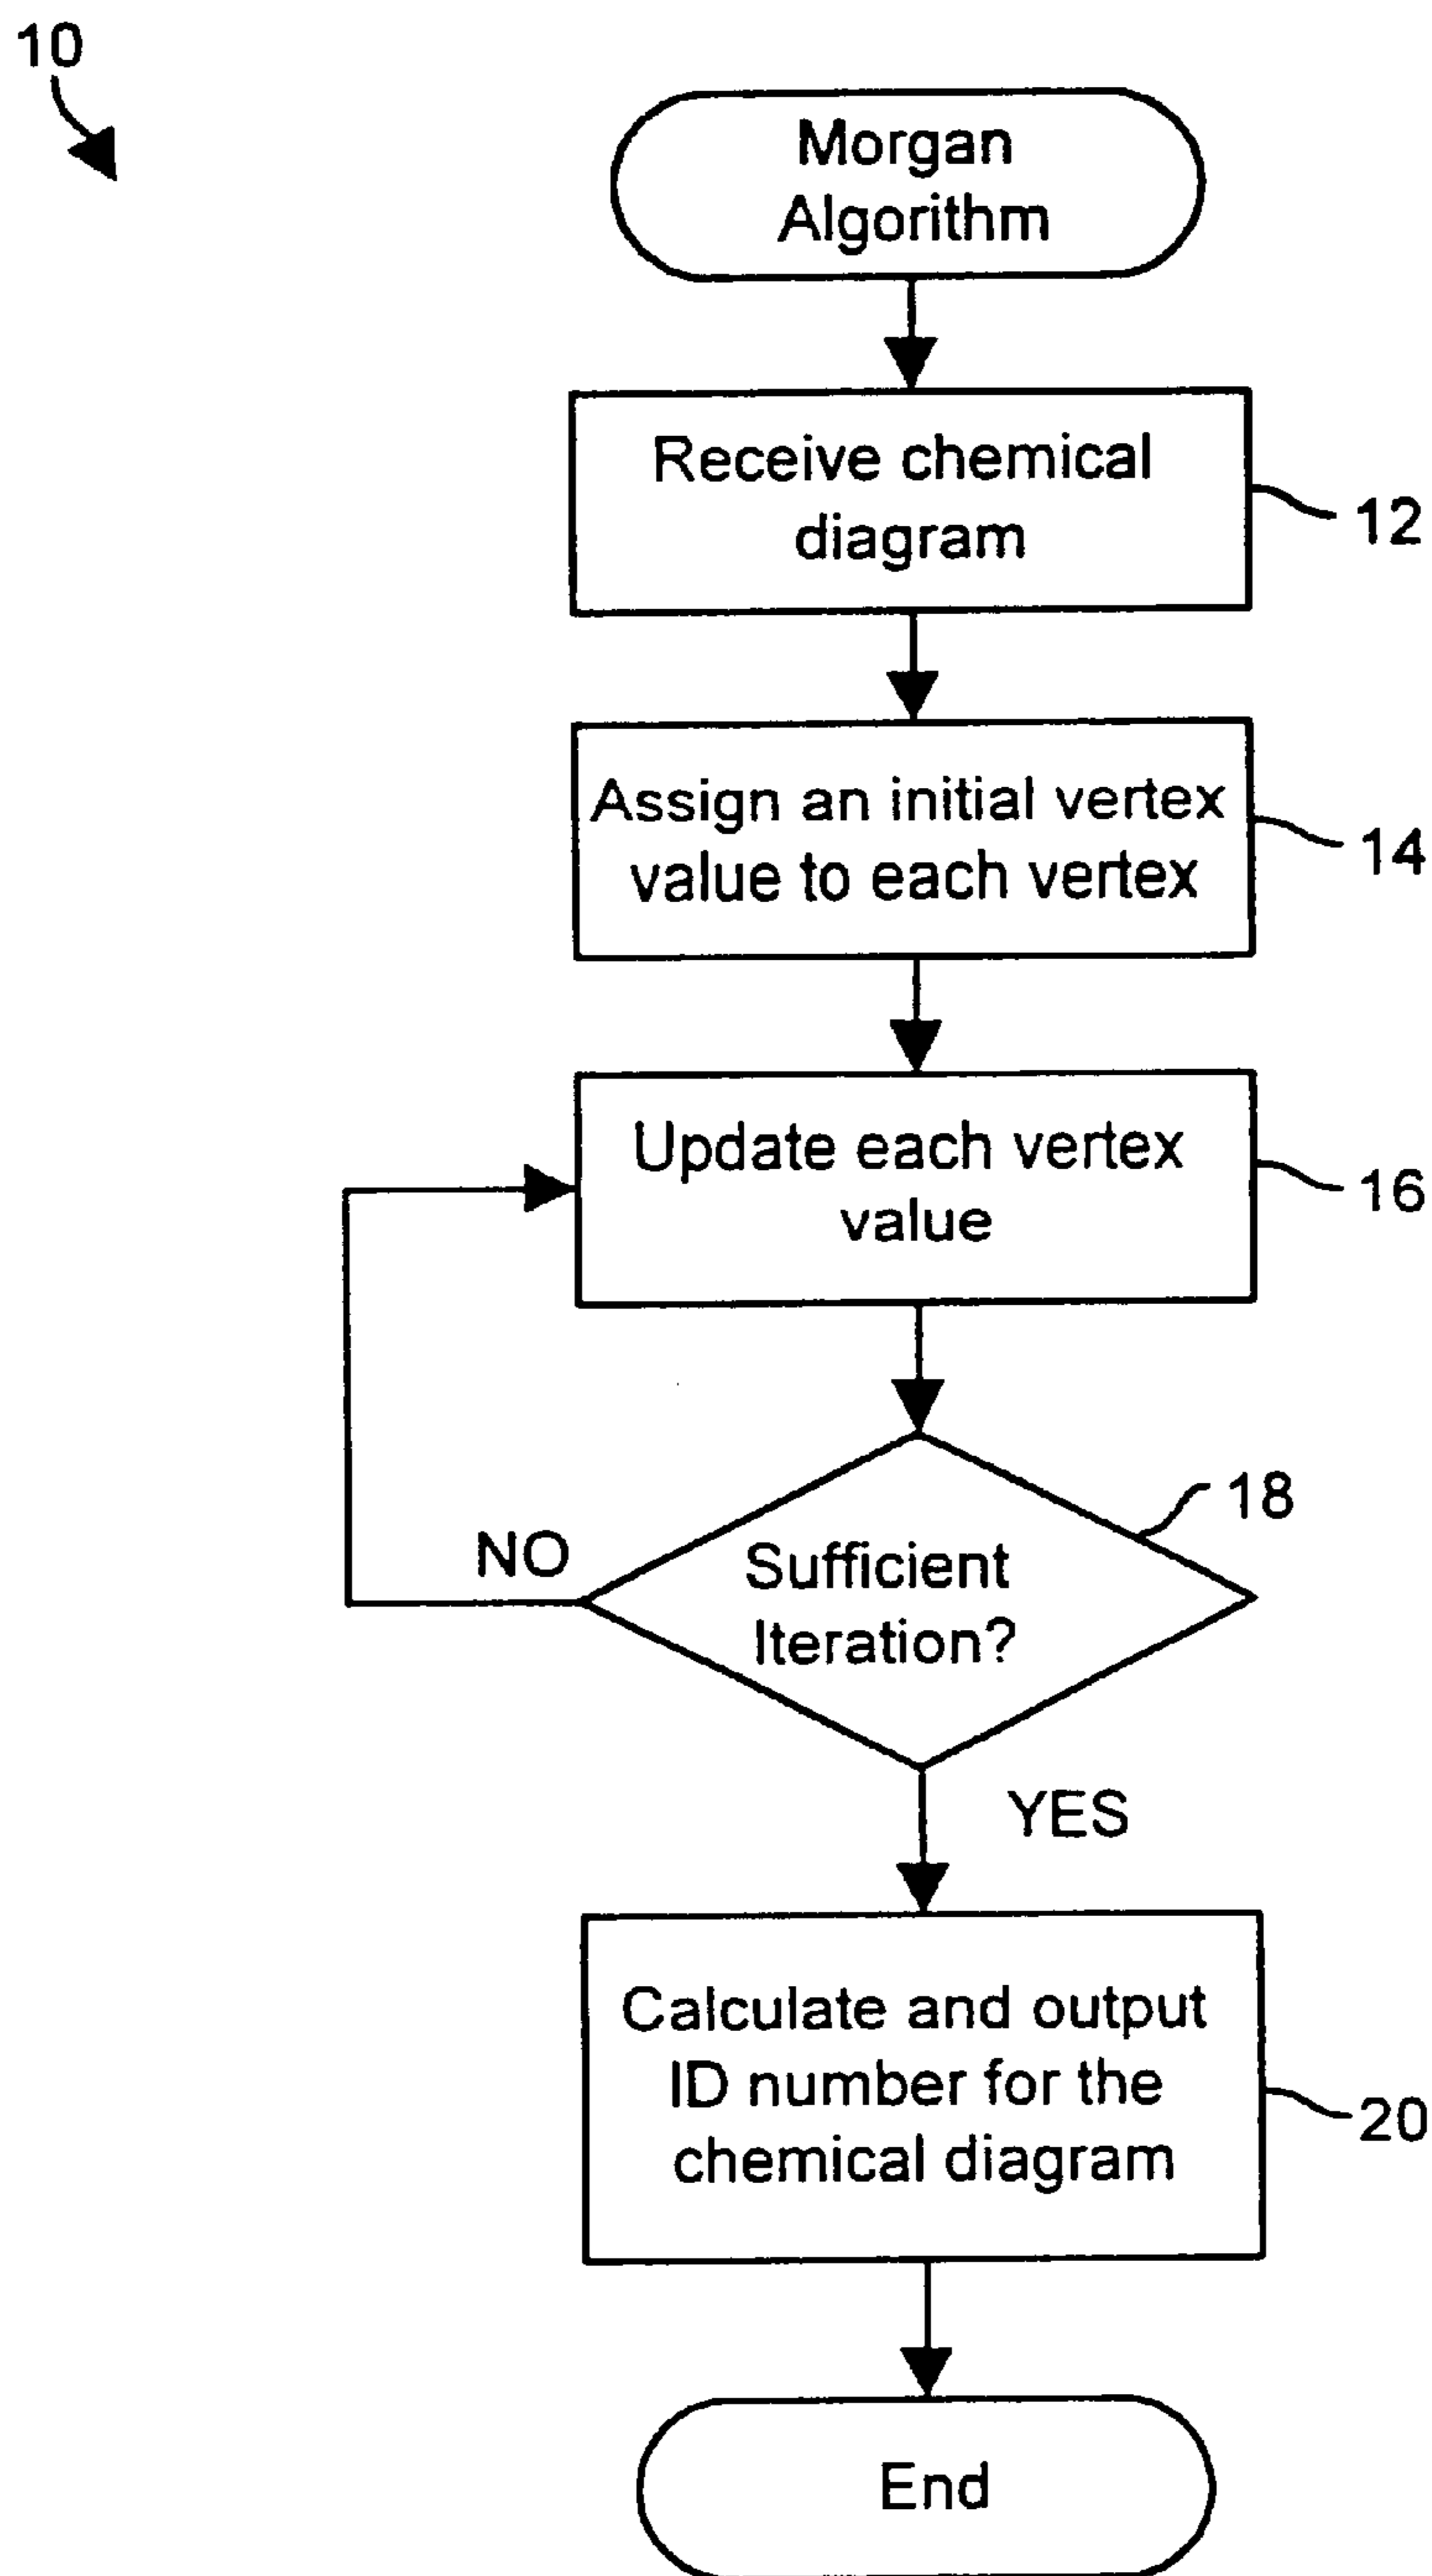 10
Morgan
Algorithm
Receive chemical
diagram
12
Assign an initial vertex
value to each vertex
14
Update each vertex
value
16
18
NO
Sufficient
Iteration?
YES
Calculate and output
ID number for the
chemical diagram
20
End